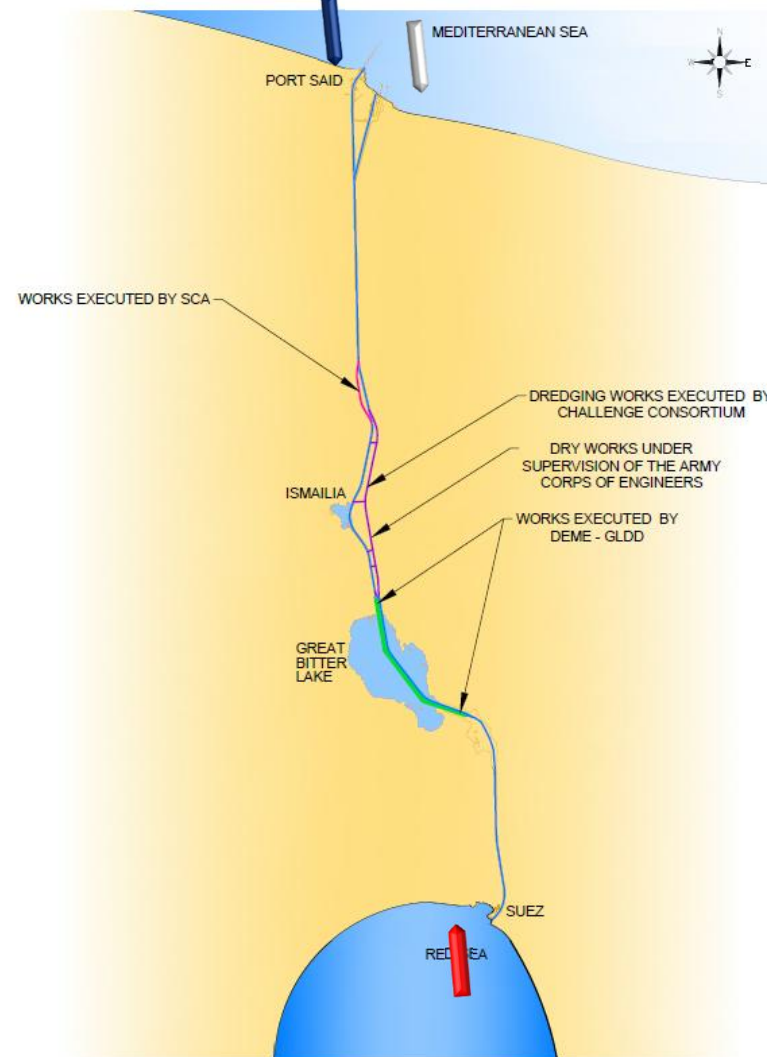 MEDITERRANEAN SEA
N
W E
S
PORT SAID
WORKS EXECUTED BY SCA
DREDGING WORKS EXECUTED BY
CHALLENGE CONSORTIUM
DRY WORKS UNDER
SUPERVISION OF THE ARMY
CORPS OF ENGINEERS
ISMAILIA
WORKS EXECUTED BY
DEME - GLDD
GREAT
BITTER
LAKE
SUEZ
RED SEA